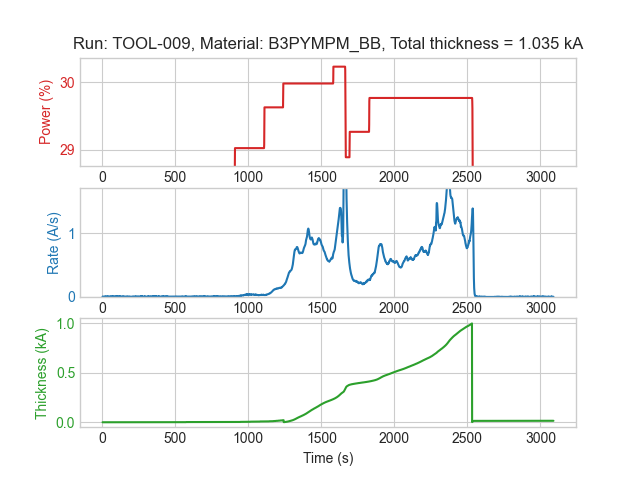 Run: TOOL-009, Material: B3PYMPM_BB, Total thickness = 1.035 kA
Power (%)
30
29
0 500 1000 1500 2000 2500 3000
Rate (A/s)
1
0
0 500 1000 1500 2000 2500 3000
Thickness (kA)
1.0
0.5
0.0
0 500 1000 1500 2000 2500 3000
Time (s)